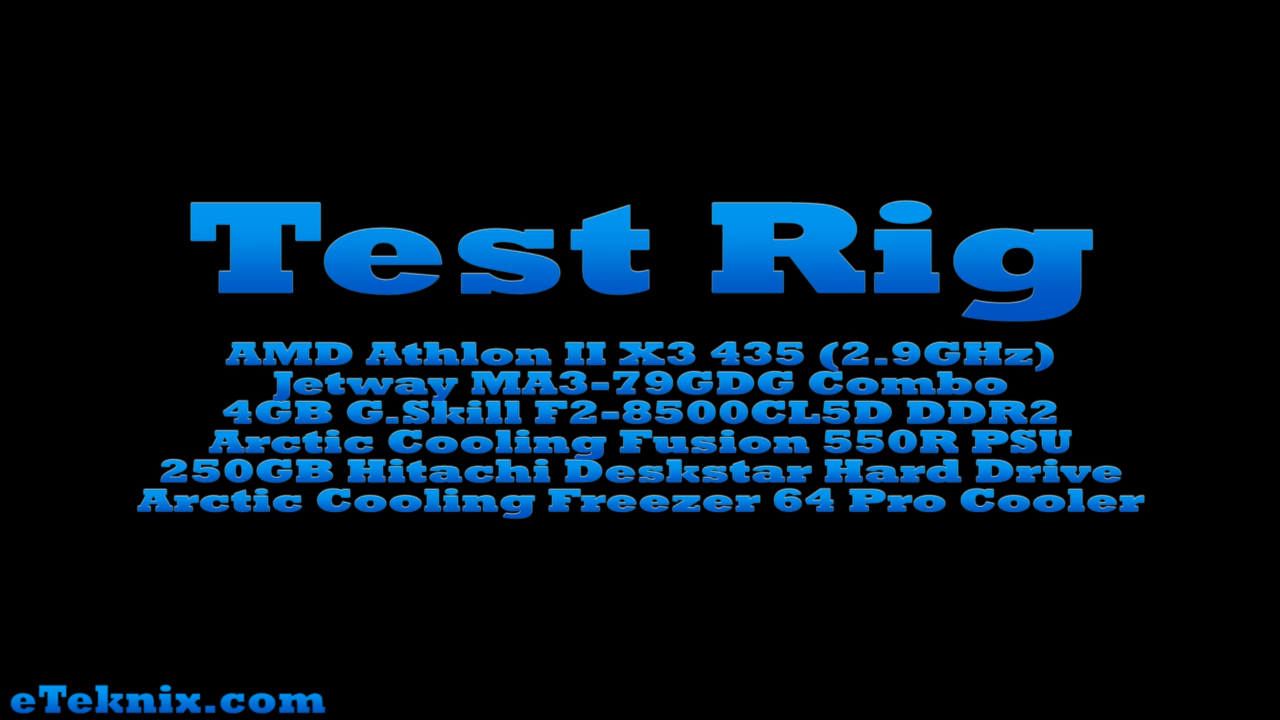 Test Rig
AMD Athlon II X3 435 (2.9GHz)
Jetway MA3-79GDG Combo
4GB G.Skill F2-8500CL5D DDR2
Arctic Cooling Fusion 550R PSU
250GB Hitachi Deskstar Hard Drive
Arctic Cooling Freezer 64 Pro Cooler
eTeknix.com